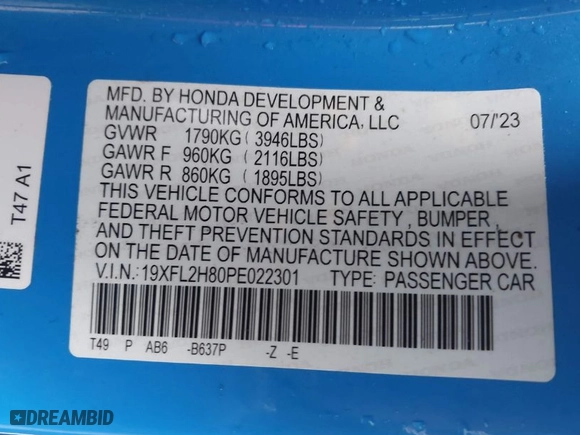 MFD. BY HONDA DEVELOPMENT &
MANUFACTURING OF AMERICA, LLC 07/'23
GVWR 1790KG ( 3946LBS)
GAWR F 960KG ( 2116LBS)
GAWR R 860KG ( 1895LBS)
THIS VEHICLE CONFORMS TO ALL APPLICABLE
FEDERAL MOTOR VEHICLE SAFETY , BUMPER ,
AND THEFT PREVENTION STANDARDS IN EFFECT
ON THE DATE OF MANUFACTURE SHOWN ABOVE.
V.I.N.:19XFL2H80PE022301 TYPE: PASSENGER CAR
T49 P AB6 -B637P -Z -E
T47 A1
DREAMBID